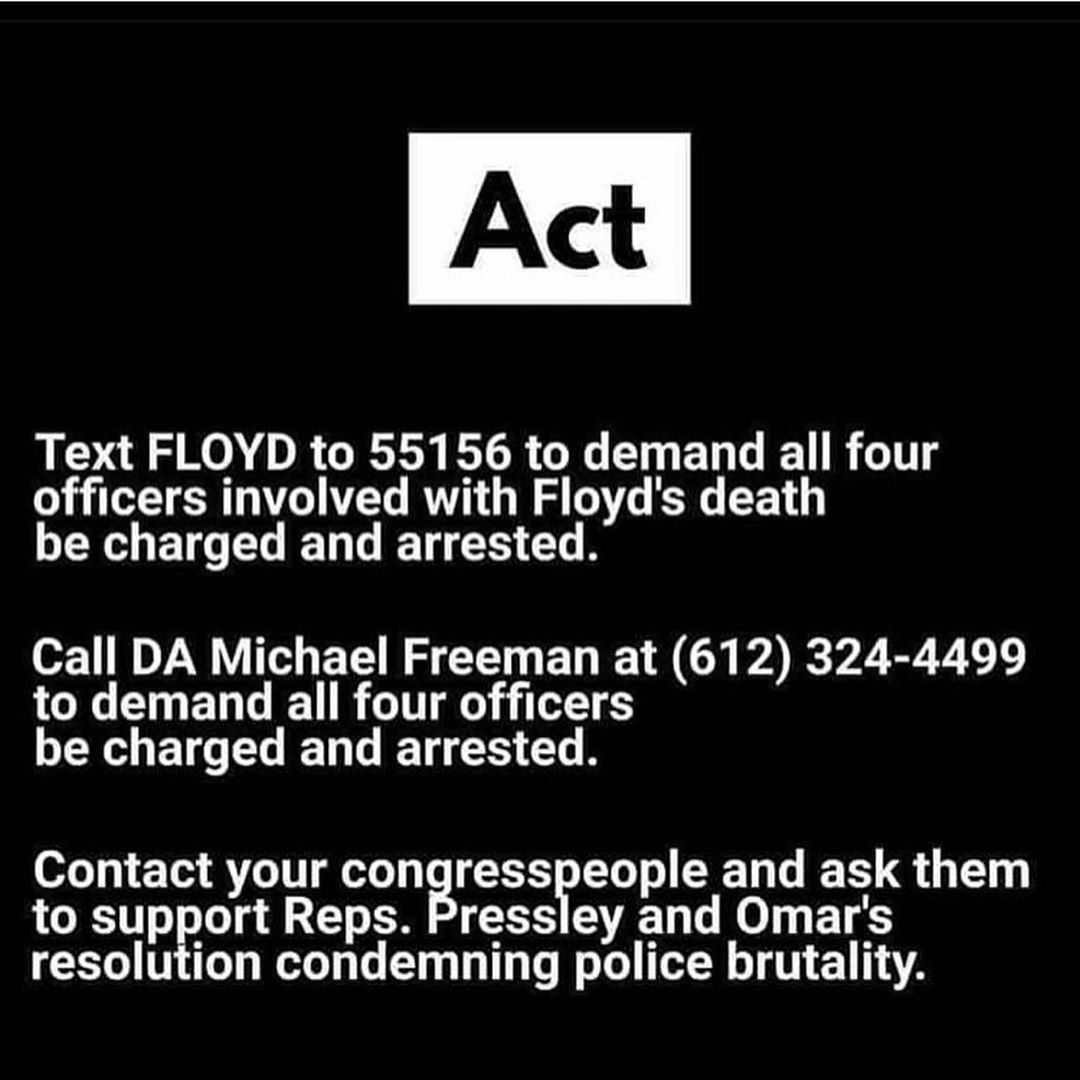 Act
Text FLOYD to 55156 to demand all four
officers involved with Floyd's death
be charged and arrested.
Call DA Michael Freeman at (612) 324-4499
to demand all four officers
be charged and arrested.
Contact your congresspeople and ask them
to support Reps. Pressley and Omar's
resolution condemning police brutality.